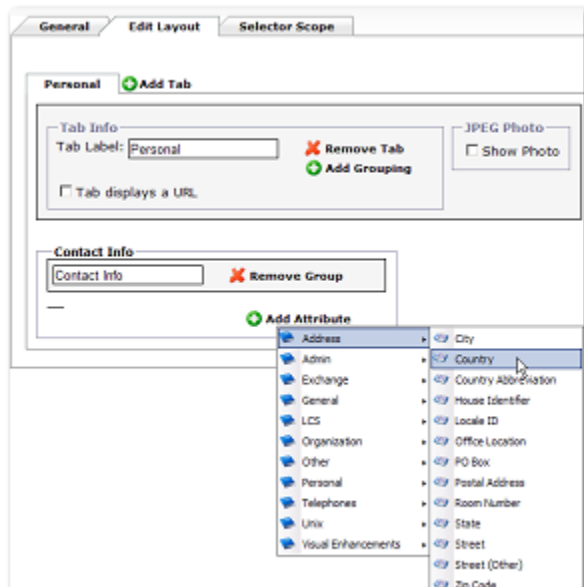 General Edit Layout Selector Scope
Personal Add Tab
Tab Info
JPEG Photo
Tab Label: Personal
Remove Tab
Show Photo
Add Grouping
Tab displays a URL
Contact Info
Contact Info
Remove Group
Add Attribute
Address
Admin
Exchange
General
LCS
Organization
Other
Personal
Telephones
Unix
Visual Enhancements
City
Country
Country Abbreviation
House Identifier
Locale ID
Office Location
PO Box
Postal Address
Room Number
State
Street
Street (Other)
Zip Code